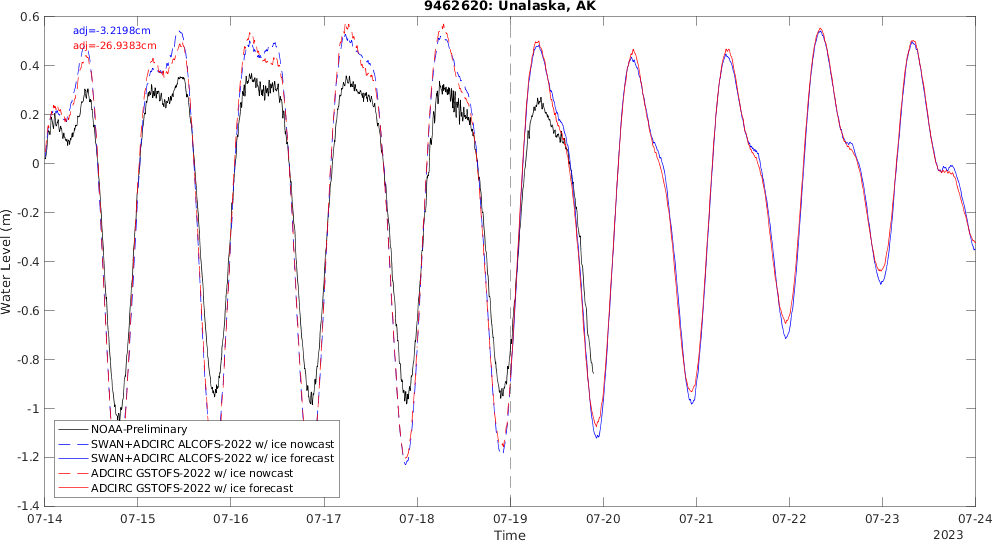 9462620: Unalaska, AK
adj=-3.2198cm
adj=-26.9383cm
0.6
0.4
0.2
0
-0.2
-0.4
-0.6
-0.8
-1
-1.2
-1.4
Water Level (m)
NOAA-Preliminary
SWAN+ADCIRC ALCOFS-2022 w/ ice nowcast
SWAN+ADCIRC ALCOFS-2022 w/ ice forecast
ADCIRC GSTOFS-2022 w/ ice nowcast
ADCIRC GSTOFS-2022 w/ ice forecast
07-14 07-15 07-16 07-17 07-18 07-19 07-20 07-21 07-22 07-23 07-24
Time
2023